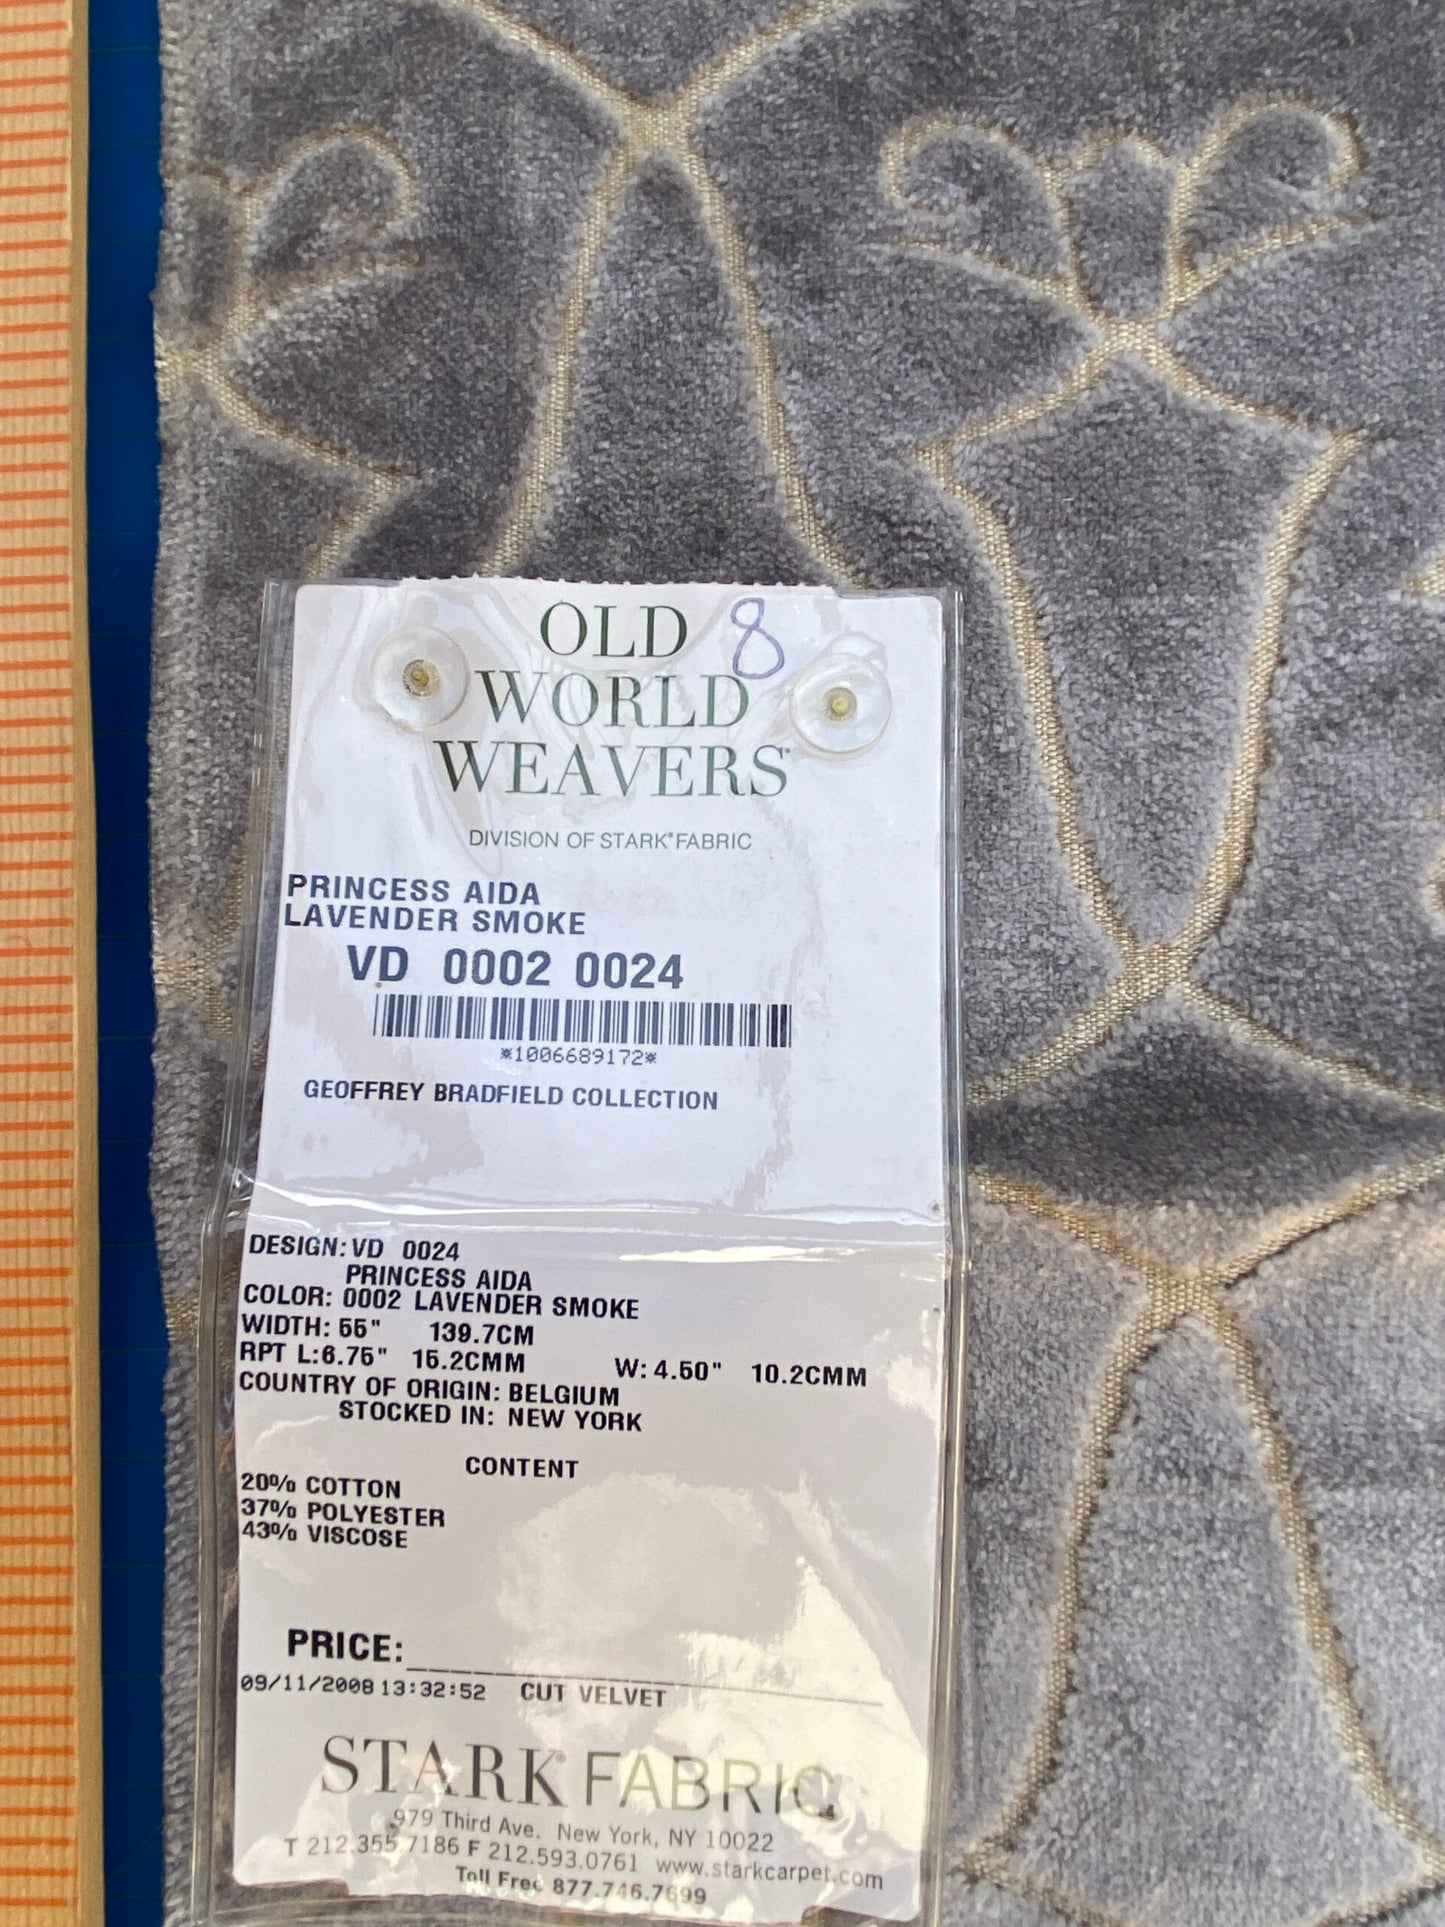 OLD 8
WORLD
WEAVERS
DIVISION OF STARK® FABRIC
PRINCESS AIDA
LAVENDER SMOKE
VD 0002 0024
*1006689172*
GEOFFREY BRADFIELD COLLECTION
DESIGN: VD 0024
PRINCESS AIDA
COLOR: 0002 LAVENDER SMOKE
WIDTH: 55" 139.7CM
RPT L:6.75" 15.2CMM W: 4.50" 10.2CMM
COUNTRY OF ORIGIN: BELGIUM
STOCKED IN: NEW YORK
CONTENT
20% COTTON
37% POLYESTER
43% VISCOSE
PRICE:
09/11/2008 13:32:52 CUT VELVET
STARK® FABRIC
979 Third Ave. New York, NY 10022
T 212.355.7186 F 212.593.0761 www.starkcarpet.com
Toll Free 877.746.7699